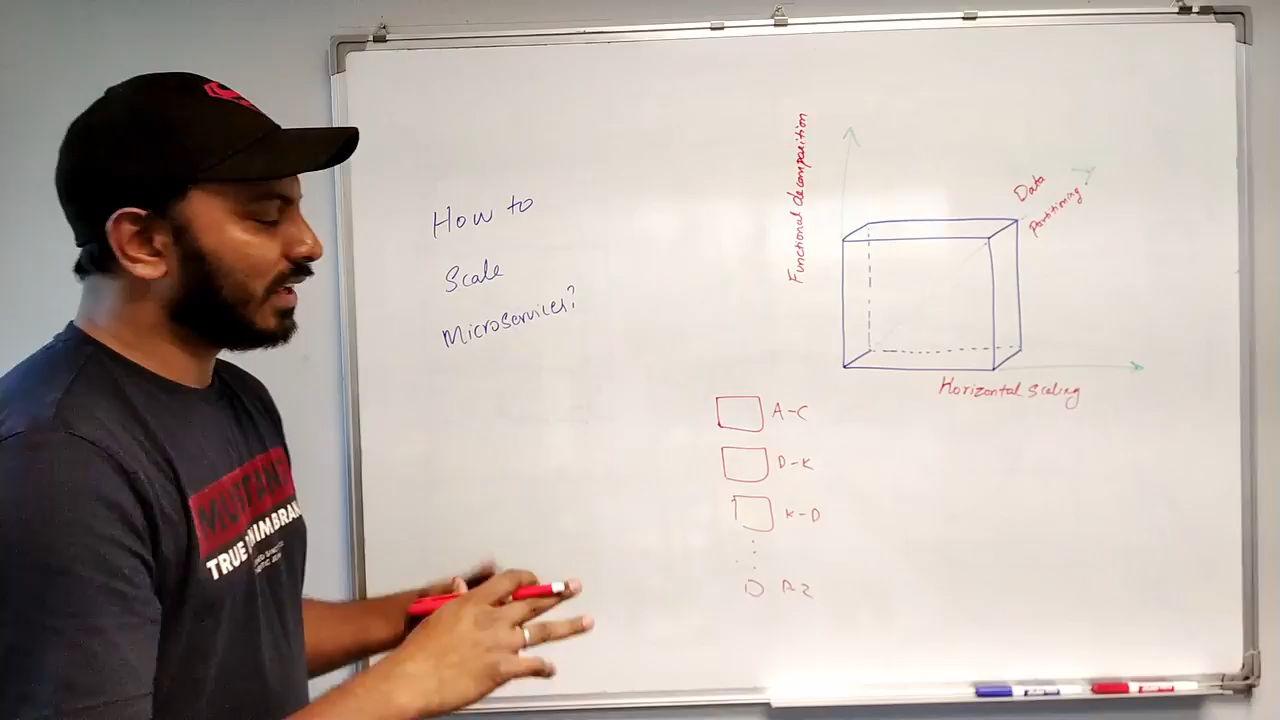 How to
Scale
Microservices?
Functional decomposition
Data
Partitioning
Horizontal Scaling
A-C
D-K
K-D
TRUE